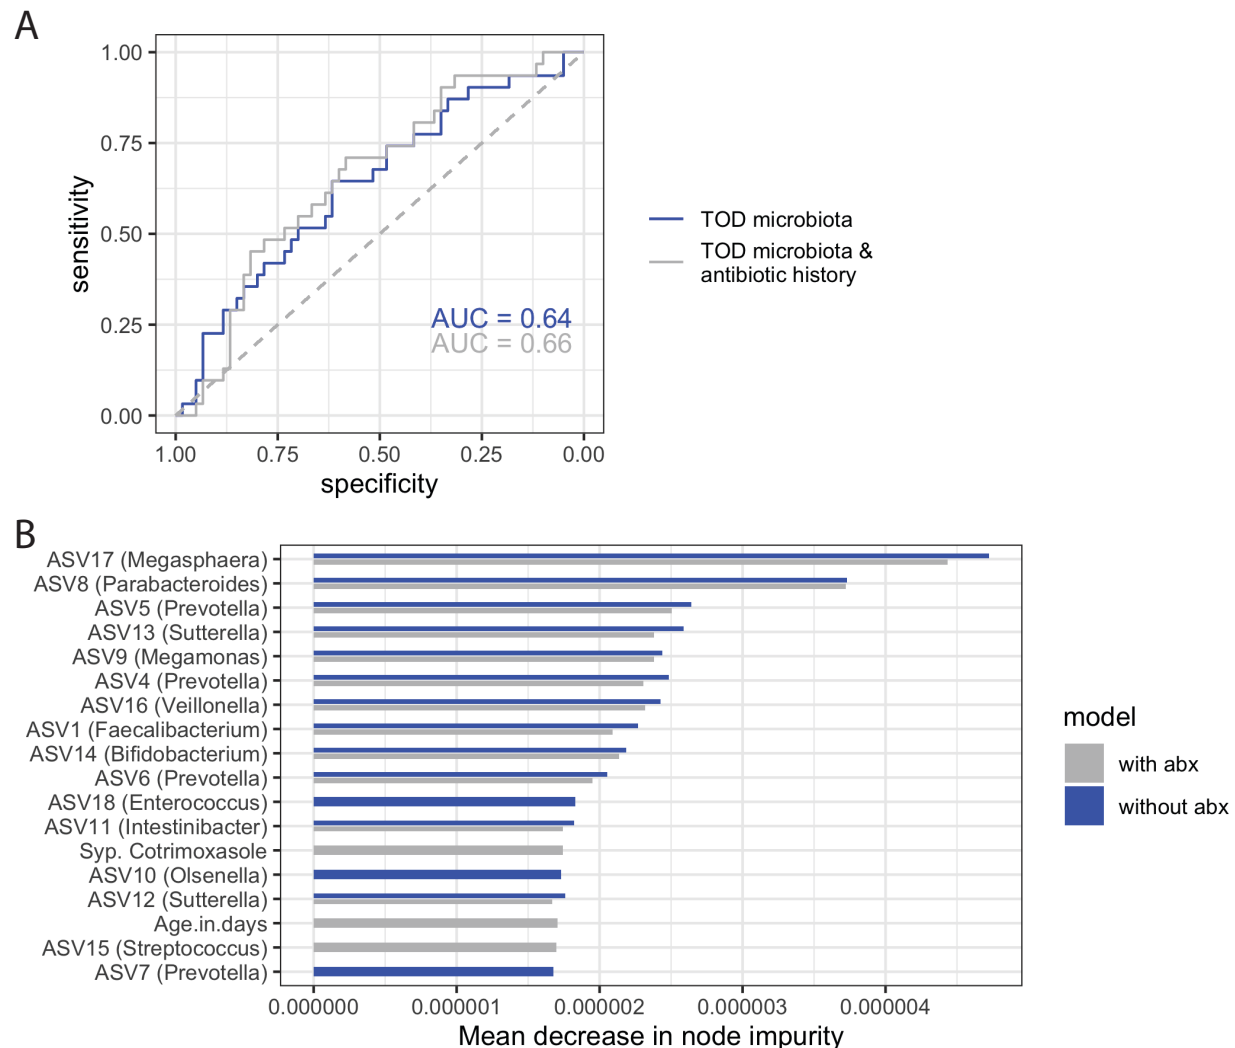 A
1.00
0.75
0.50
0.25
0.00
sensitivity
AUC = 0.64
AUC = 0.66
1.00 0.75 0.50 0.25 0.00
specificity
TOD microbiota
TOD microbiota &
antibiotic history
B
ASV17 (Megasphaera)
ASV8 (Parabacteroides)
ASV5 (Prevotella)
ASV13 (Sutterella)
ASV9 (Megamonas)
ASV4 (Prevotella)
ASV16 (Veillonella)
ASV1 (Faecalibacterium)
ASV14 (Bifidobacterium)
ASV6 (Prevotella)
ASV18 (Enterococcus)
ASV11 (Intestinibacter)
Syp. Cotrimoxasole
ASV10 (Olsenella)
ASV12 (Sutterella)
Age.in.days
ASV15 (Streptococcus)
ASV7 (Prevotella)
0.000000 0.000001 0.000002 0.000003 0.000004
Mean decrease in node impurity
model
with abx
without abx